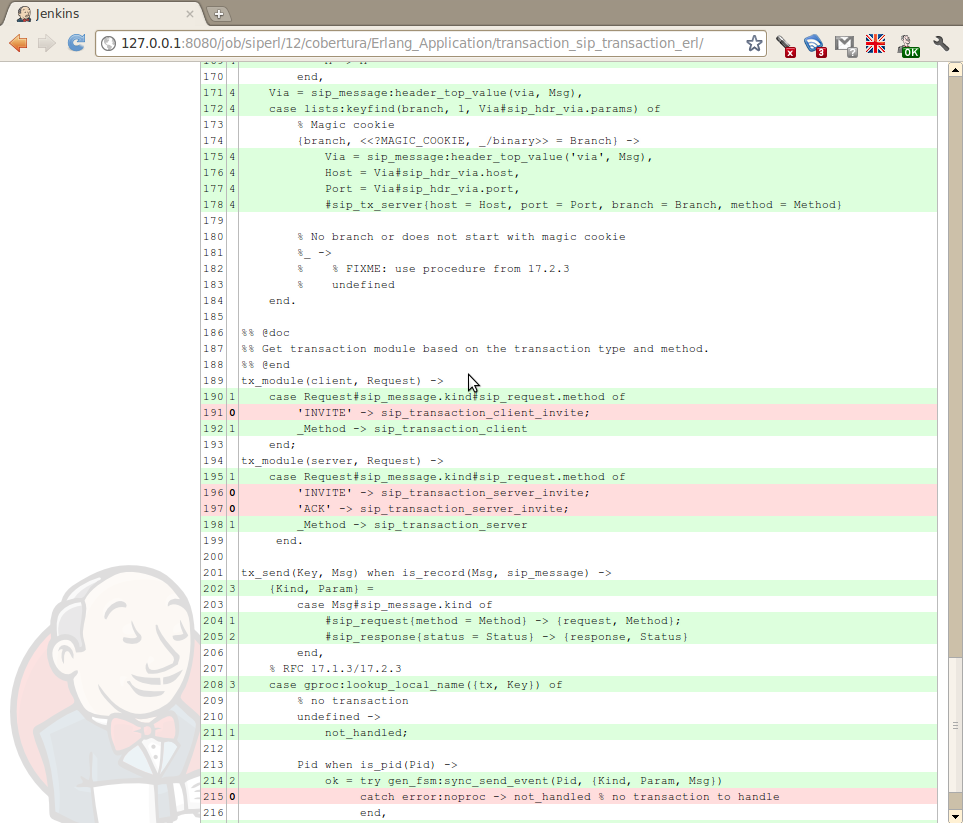 Jenkins
127.0.0.1:8080/job/siperl/12/cobertura/Erlang_Application/transaction_sip_transaction_erl/
x
3
?
OK
170 end,
171 4 Via = sip_message:header_top_value(via, Msg),
172 4 case lists:keyfind(branch, 1, Via#sip_hdr_via.params) of
173 % Magic cookie
174 {branch, <<?MAGIC_COOKIE, _/binary>> = Branch} ->
175 4 Via = sip_message:header_top_value('via', Msg),
176 4 Host = Via#sip_hdr_via.host,
177 4 Port = Via#sip_hdr_via.port,
178 4 #sip_tx_server{host = Host, port = Port, branch = Branch, method = Method}
179
180 % No branch or does not start with magic cookie
181 %_ ->
182 % % FIXME: use procedure from 17.2.3
183 % undefined
184 end.
185
186 %% @doc
187 %% Get transaction module based on the transaction type and method.
188 %% @end
189 tx_module(client, Request) ->
190 1 case Request#sip_message.kind#sip_request.method of
191 0 'INVITE' -> sip_transaction_client_invite;
192 1 _Method -> sip_transaction_client
193 end;
194 tx_module(server, Request) ->
195 1 case Request#sip_message.kind#sip_request.method of
196 0 'INVITE' -> sip_transaction_server_invite;
197 0 'ACK' -> sip_transaction_server_invite;
198 1 _Method -> sip_transaction_server
199 end.
200
201 tx_send(Key, Msg) when is_record(Msg, sip_message) ->
202 3 {Kind, Param} =
203 case Msg#sip_message.kind of
204 1 #sip_request{method = Method} -> {request, Method};
205 2 #sip_response{status = Status} -> {response, Status}
206 end,
207 % RFC 17.1.3/17.2.3
208 3 case gproc:lookup_local_name({tx, Key}) of
209 % no transaction
210 undefined ->
211 1 not_handled;
212
213 Pid when is_pid(Pid) ->
214 2 ok = try gen_fsm:sync_send_event(Pid, {Kind, Param, Msg})
215 0 catch error:noproc -> not_handled % no transaction to handle
216 end,